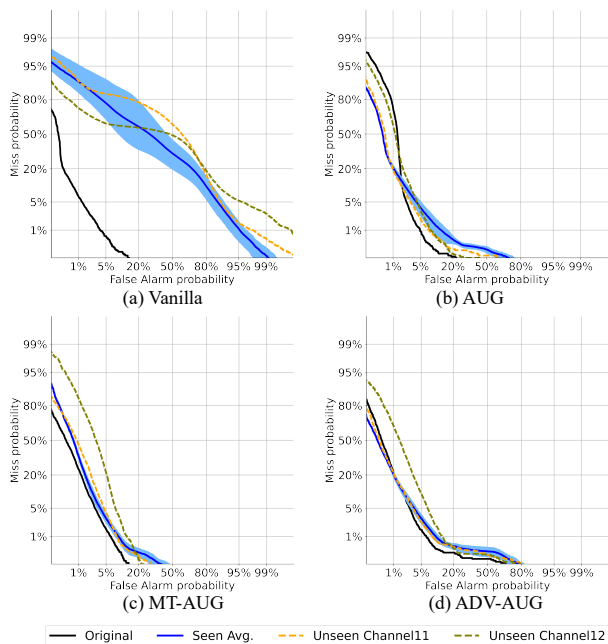 99%
95%
80%
50%
20%
5%
1%
Miss probability
1% 5% 20% 50% 80% 95% 99%
False Alarm probability
(a) Vanilla
99%
95%
80%
50%
20%
5%
1%
Miss probability
1% 5% 20% 50% 80% 95% 99%
False Alarm probability
(b) AUG
99%
95%
80%
50%
20%
5%
1%
Miss probability
1% 5% 20% 50% 80% 95% 99%
False Alarm probability
(c) MT-AUG
99%
95%
80%
50%
20%
5%
1%
Miss probability
1% 5% 20% 50% 80% 95% 99%
False Alarm probability
(d) ADV-AUG
Original Seen Avg. Unseen Channel11 Unseen Channel12